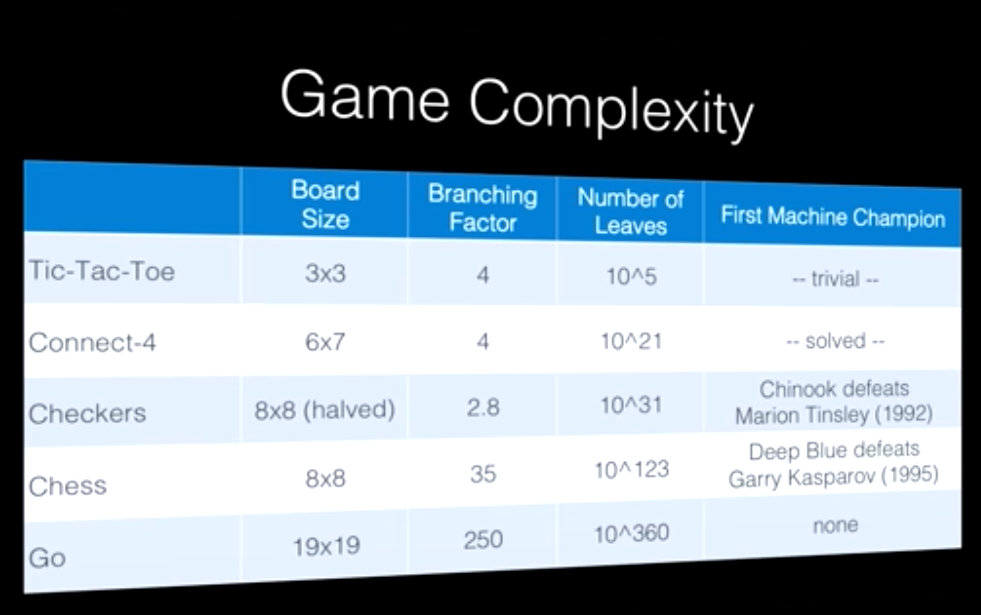 Game Complexity
Board Size Branching Factor Number of Leaves First Machine Champion
Tic-Tac-Toe 3x3 4 10^5 -- trivial --
Connect-4 6x7 4 10^21 -- solved --
Checkers 8x8 (halved) 2.8 10^31 Chinook defeats Marion Tinsley (1992)
Chess 8x8 35 10^123 Deep Blue defeats Garry Kasparov (1995)
Go 19x19 250 10^360 none